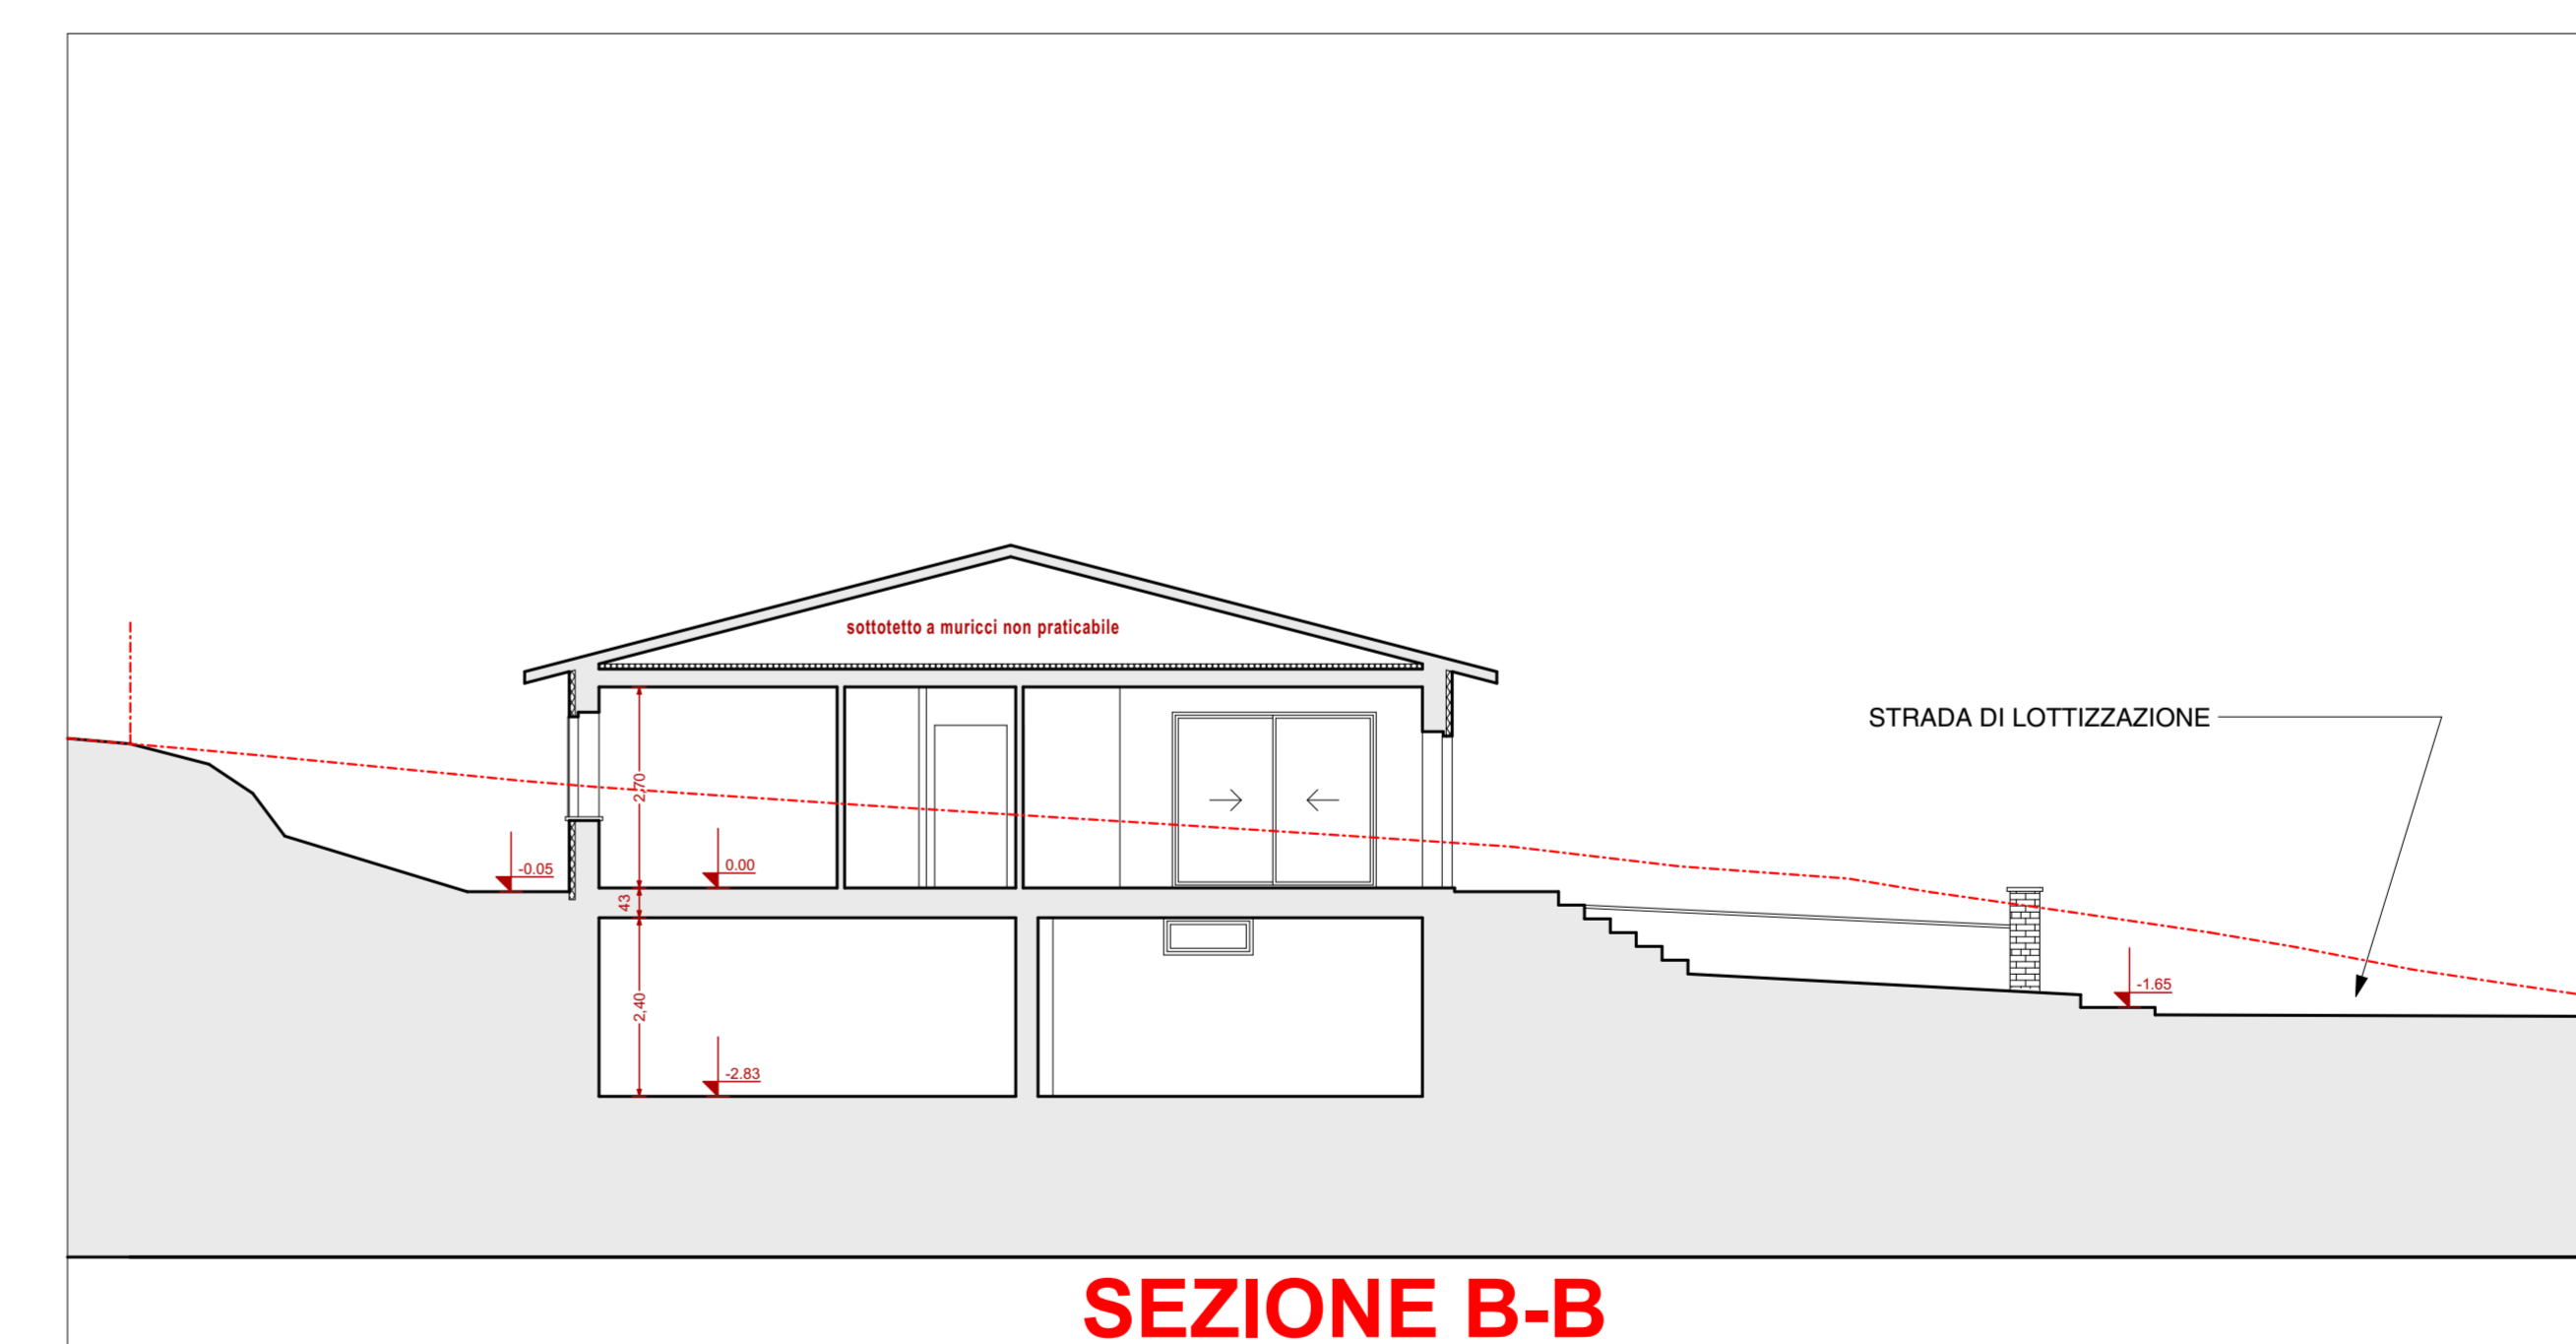 sottotetto a muricci non praticabile
STRADA DI LOTTIZZAZIONE
2,70
-0.05
0.00
43
-1.65
2,40
-2.83
SEZIONE B-B